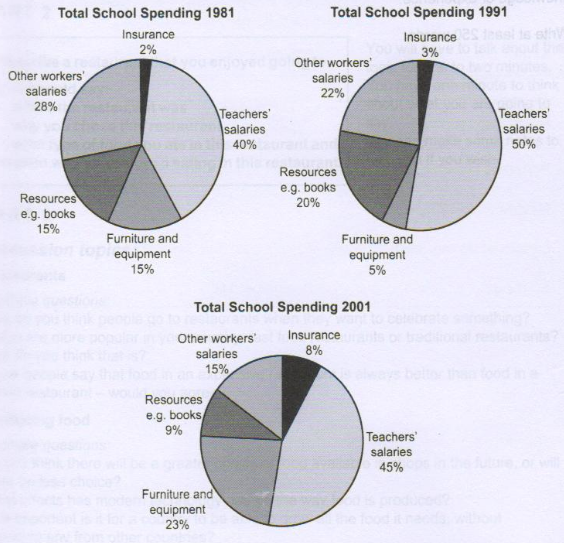 Total School Spending 1981
Insurance
2%
Other workers'
salaries
28%
Teachers'
salaries
40%
Resources
e.g. books
15%
Furniture and
equipment
15%
Total School Spending 1991
Insurance
3%
Other workers'
salaries
22%
Teachers'
salaries
50%
Resources
e.g. books
20%
Furniture and
equipment
5%
Total School Spending 2001
Insurance
8%
Other workers'
salaries
15%
Resources
e.g. books
9%
Teachers'
salaries
45%
Furniture and
equipment
23%